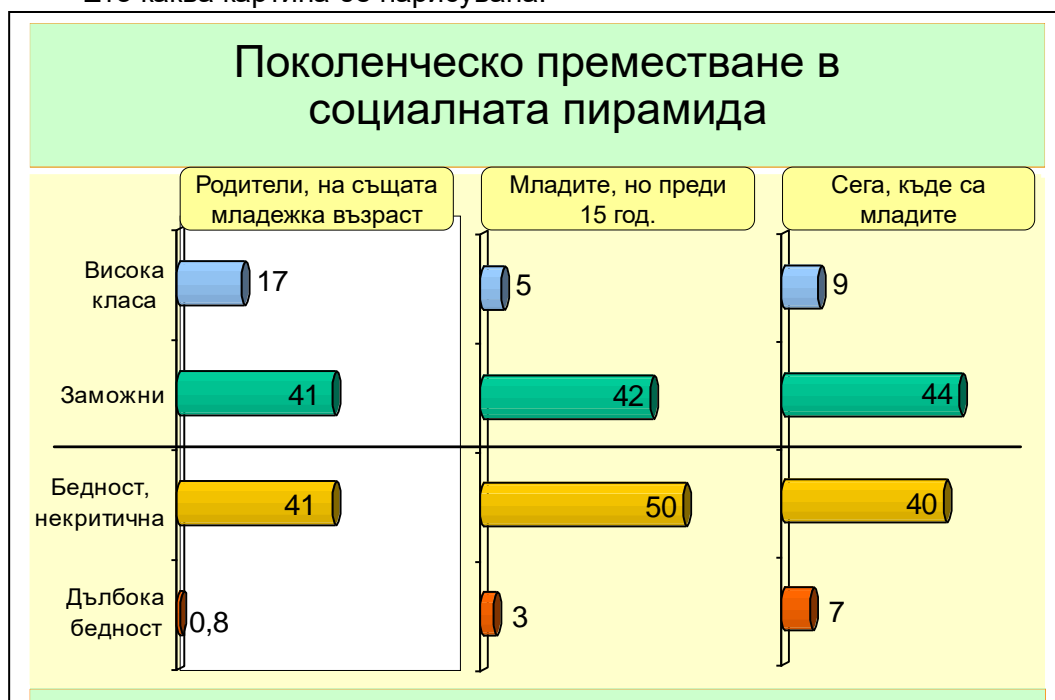 Поколенческо преместване в
социалната пирамида
Родители, на същата
младежка възраст
Младите, но преди
15 год.
Сега, къде са
младите
Висока
класа
17
5
9
Заможни
41
42
44
Бедност,
некритична
41
50
40
Дълбока
бедност
0,8
3
7